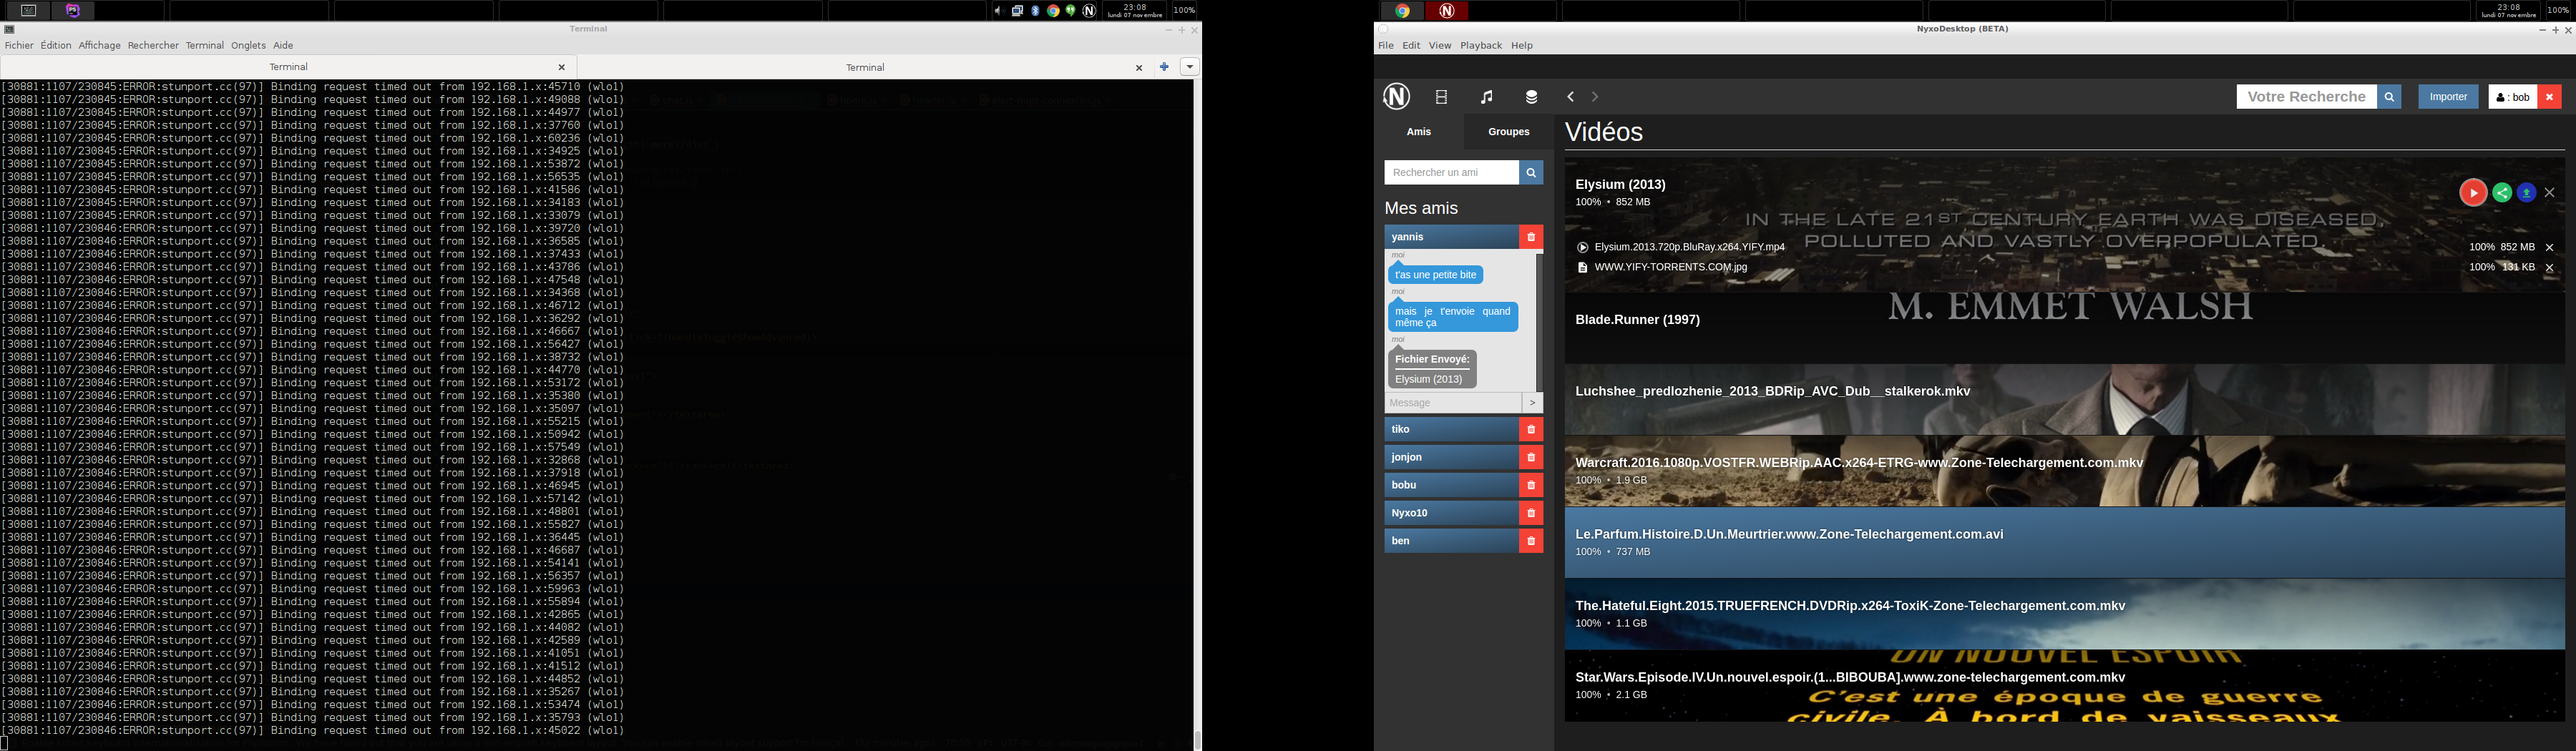 23:08
lundi 07 novembre
100%
Terminal
Fichier Édition Affichage Rechercher Terminal Onglets Aide
Terminal
Terminal
[30881:1107/230845:ERROR:stunport.cc(97)] Binding request timed out from 192.168.1.x:45710 (wlo1)
[30881:1107/230845:ERROR:stunport.cc(97)] Binding request timed out from 192.168.1.x:49088 (wlo1)
[30881:1107/230845:ERROR:stunport.cc(97)] Binding request timed out from 192.168.1.x:44977 (wlo1)
[30881:1107/230845:ERROR:stunport.cc(97)] Binding request timed out from 192.168.1.x:37760 (wlo1)
[30881:1107/230845:ERROR:stunport.cc(97)] Binding request timed out from 192.168.1.x:60236 (wlo1)
[30881:1107/230845:ERROR:stunport.cc(97)] Binding request timed out from 192.168.1.x:34925 (wlo1)
[30881:1107/230845:ERROR:stunport.cc(97)] Binding request timed out from 192.168.1.x:53872 (wlo1)
[30881:1107/230845:ERROR:stunport.cc(97)] Binding request timed out from 192.168.1.x:56535 (wlo1)
[30881:1107/230845:ERROR:stunport.cc(97)] Binding request timed out from 192.168.1.x:41586 (wlo1)
[30881:1107/230845:ERROR:stunport.cc(97)] Binding request timed out from 192.168.1.x:34183 (wlo1)
[30881:1107/230845:ERROR:stunport.cc(97)] Binding request timed out from 192.168.1.x:33079 (wlo1)
[30881:1107/230846:ERROR:stunport.cc(97)] Binding request timed out from 192.168.1.x:39720 (wlo1)
[30881:1107/230846:ERROR:stunport.cc(97)] Binding request timed out from 192.168.1.x:36585 (wlo1)
[30881:1107/230846:ERROR:stunport.cc(97)] Binding request timed out from 192.168.1.x:37433 (wlo1)
[30881:1107/230846:ERROR:stunport.cc(97)] Binding request timed out from 192.168.1.x:43786 (wlo1)
[30881:1107/230846:ERROR:stunport.cc(97)] Binding request timed out from 192.168.1.x:47548 (wlo1)
[30881:1107/230846:ERROR:stunport.cc(97)] Binding request timed out from 192.168.1.x:34368 (wlo1)
[30881:1107/230846:ERROR:stunport.cc(97)] Binding request timed out from 192.168.1.x:46712 (wlo1)
[30881:1107/230846:ERROR:stunport.cc(97)] Binding request timed out from 192.168.1.x:36292 (wlo1)
[30881:1107/230846:ERROR:stunport.cc(97)] Binding request timed out from 192.168.1.x:46667 (wlo1)
[30881:1107/230846:ERROR:stunport.cc(97)] Binding request timed out from 192.168.1.x:56427 (wlo1)
[30881:1107/230846:ERROR:stunport.cc(97)] Binding request timed out from 192.168.1.x:38732 (wlo1)
[30881:1107/230846:ERROR:stunport.cc(97)] Binding request timed out from 192.168.1.x:44770 (wlo1)
[30881:1107/230846:ERROR:stunport.cc(97)] Binding request timed out from 192.168.1.x:53172 (wlo1)
[30881:1107/230846:ERROR:stunport.cc(97)] Binding request timed out from 192.168.1.x:35380 (wlo1)
[30881:1107/230846:ERROR:stunport.cc(97)] Binding request timed out from 192.168.1.x:35097 (wlo1)
[30881:1107/230846:ERROR:stunport.cc(97)] Binding request timed out from 192.168.1.x:55215 (wlo1)
[30881:1107/230846:ERROR:stunport.cc(97)] Binding request timed out from 192.168.1.x:50942 (wlo1)
[30881:1107/230846:ERROR:stunport.cc(97)] Binding request timed out from 192.168.1.x:57549 (wlo1)
[30881:1107/230846:ERROR:stunport.cc(97)] Binding request timed out from 192.168.1.x:32868 (wlo1)
[30881:1107/230846:ERROR:stunport.cc(97)] Binding request timed out from 192.168.1.x:37918 (wlo1)
[30881:1107/230846:ERROR:stunport.cc(97)] Binding request timed out from 192.168.1.x:46945 (wlo1)
[30881:1107/230846:ERROR:stunport.cc(97)] Binding request timed out from 192.168.1.x:57142 (wlo1)
[30881:1107/230846:ERROR:stunport.cc(97)] Binding request timed out from 192.168.1.x:48801 (wlo1)
[30881:1107/230846:ERROR:stunport.cc(97)] Binding request timed out from 192.168.1.x:55827 (wlo1)
[30881:1107/230846:ERROR:stunport.cc(97)] Binding request timed out from 192.168.1.x:36445 (wlo1)
[30881:1107/230846:ERROR:stunport.cc(97)] Binding request timed out from 192.168.1.x:46687 (wlo1)
[30881:1107/230846:ERROR:stunport.cc(97)] Binding request timed out from 192.168.1.x:54141 (wlo1)
[30881:1107/230846:ERROR:stunport.cc(97)] Binding request timed out from 192.168.1.x:56357 (wlo1)
[30881:1107/230846:ERROR:stunport.cc(97)] Binding request timed out from 192.168.1.x:59963 (wlo1)
[30881:1107/230846:ERROR:stunport.cc(97)] Binding request timed out from 192.168.1.x:55894 (wlo1)
[30881:1107/230846:ERROR:stunport.cc(97)] Binding request timed out from 192.168.1.x:42865 (wlo1)
[30881:1107/230846:ERROR:stunport.cc(97)] Binding request timed out from 192.168.1.x:44082 (wlo1)
[30881:1107/230846:ERROR:stunport.cc(97)] Binding request timed out from 192.168.1.x:42589 (wlo1)
[30881:1107/230846:ERROR:stunport.cc(97)] Binding request timed out from 192.168.1.x:41051 (wlo1)
[30881:1107/230846:ERROR:stunport.cc(97)] Binding request timed out from 192.168.1.x:41512 (wlo1)
[30881:1107/230846:ERROR:stunport.cc(97)] Binding request timed out from 192.168.1.x:44852 (wlo1)
[30881:1107/230846:ERROR:stunport.cc(97)] Binding request timed out from 192.168.1.x:35267 (wlo1)
[30881:1107/230846:ERROR:stunport.cc(97)] Binding request timed out from 192.168.1.x:53474 (wlo1)
[30881:1107/230846:ERROR:stunport.cc(97)] Binding request timed out from 192.168.1.x:35793 (wlo1)
[30881:1107/230846:ERROR:stunport.cc(97)] Binding request timed out from 192.168.1.x:45022 (wlo1)
23:08
lundi 07 novembre
100%
NyxoDesktop (BETA)
File Edit View Playback Help
Votre Recherche
Importer
: bob
Amis
Groupes
Rechercher un ami
Mes amis
yannis
moi
t'as une petite bite
moi
mais je t'envoie quand
même ça
moi
Fichier Envoyé:
Elysium (2013)
Message
>
tiko
jonjon
bobu
Nyxo10
ben
Vidéos
Elysium (2013)
100% • 852 MB
IN THE LATE 21ST CENTURY EARTH WAS DISEASED,
POLLUTED AND VASTLY OVERPOPULATED.
Elysium.2013.720p.BluRay.x264.YIFY.mp4
100% 852 MB
WWW.YIFY-TORRENTS.COM.jpg
100% 131 KB
M. EMMET WALSH
Blade.Runner (1997)
Luchshee_predlozhenie_2013_BDRip_AVC_Dub__stalkerok.mkv
Warcraft.2016.1080p.VOSTFR.WEBRip.AAC.x264-ETRG-www.Zone-Telechargement.com.mkv
100% • 1.9 GB
Le.Parfum.Histoire.D.Un.Meurtrier.www.Zone-Telechargement.com.avi
100% • 737 MB
The.Hateful.Eight.2015.TRUEFRENCH.DVDRip.x264-ToxiK-Zone-Telechargement.com.mkv
100% • 1.1 GB
UN NOUVEL ESPOIR
Star.Wars.Episode.IV.Un.nouvel.espoir.(1...BIBOUBA].www.zone-telechargement.com.mkv
100% • 2.1 GB
C'est une époque de guerre
civile. À bord de vaisseaux